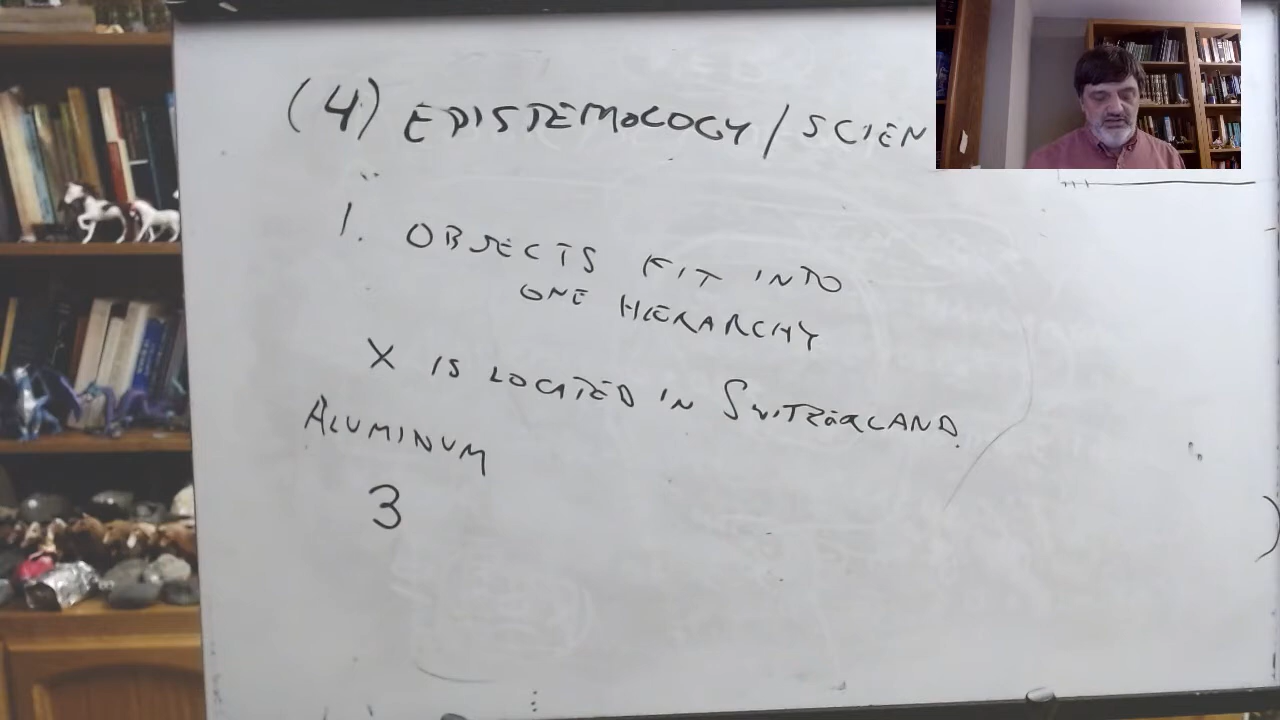 (4) EPISTEMOLOGY / SCIEN
1. OBJECTS FIT INTO
ONE HIERARCHY
X IS LOCATED IN SWITZERLAND.
ALUMINUM
3